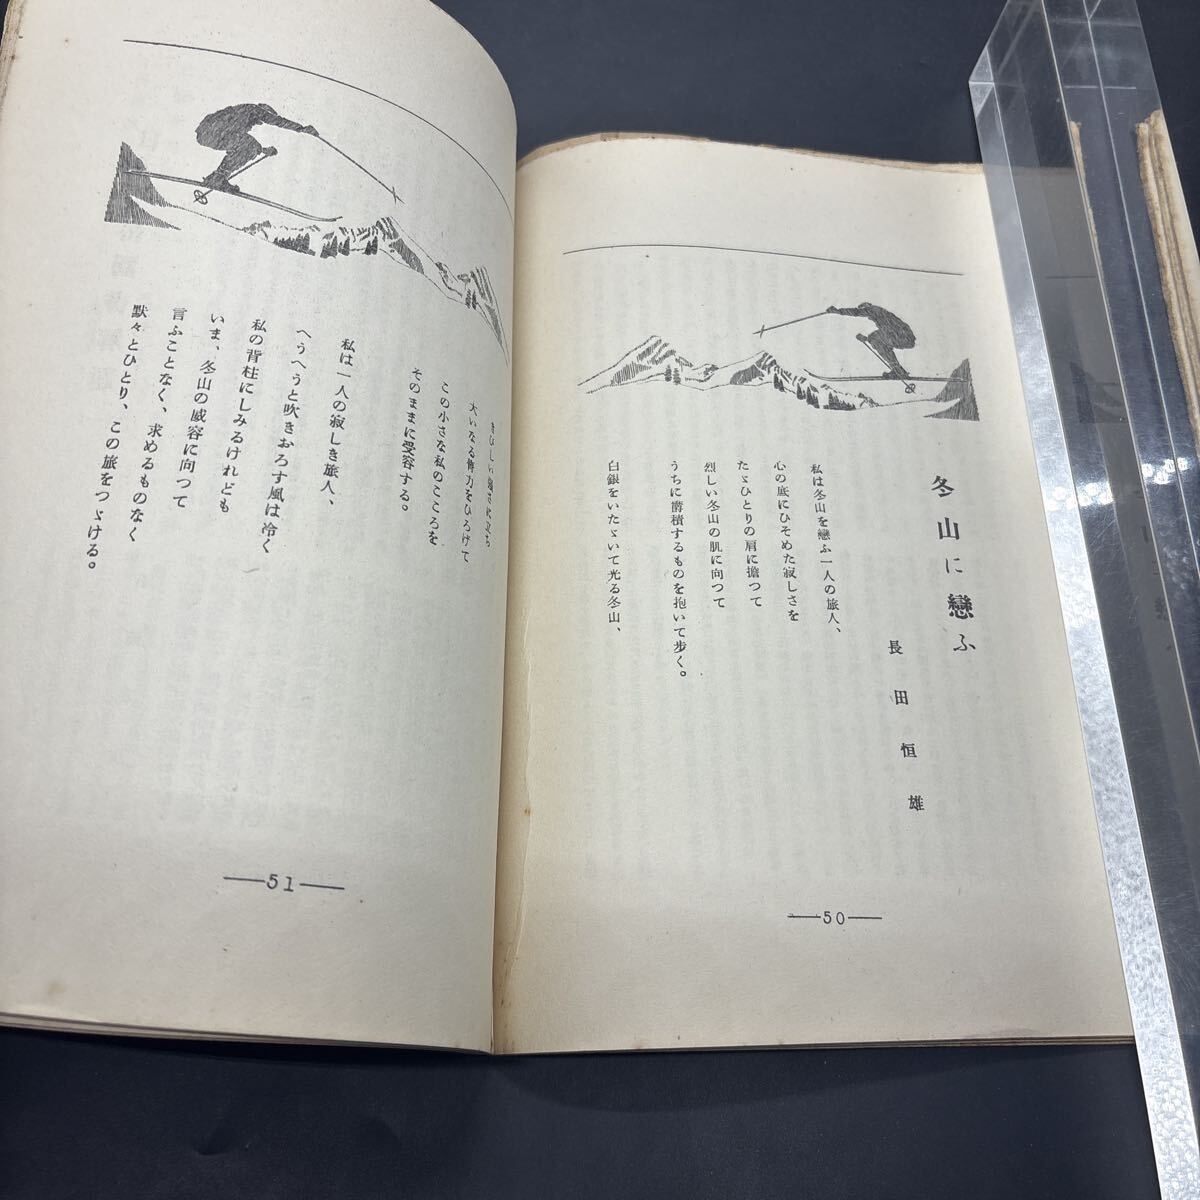 冬山に戀ふ
長田恒雄
私は冬山を戀ふ一人の旅人、
心の底にひそめた寂しさを
たゞひとりの肩に擔つて
烈しい冬山の肌に向つて
うちに蓄積するものを抱いて歩く。
白銀をいたゞいて光る冬山、
—50—
きびしい
大いなる
力をひろげて
この小さな私のこころを
そのままに受容する。
私は一人の寂しき旅人、
へうへうと吹きおろす風は冷く
私の背柱にしみるけれども
いま、冬山の威容に向つて
言ふことなく、求めるものなく
默々とひとり、この旅をつゞける。
—51—